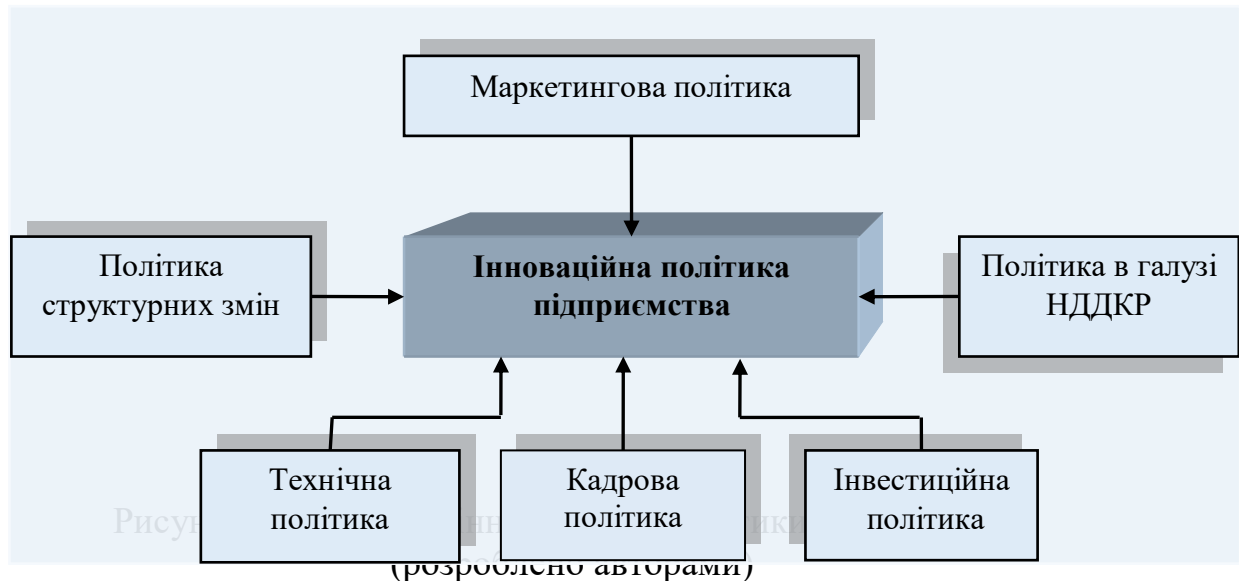 Маркетингова політика
Політика
структурних змін
Інноваційна політика
підприємства
Політика в галузі
НДДКР
Технічна
політика
Кадрова
політика
Інвестиційна
політика
(розроблено авторами)